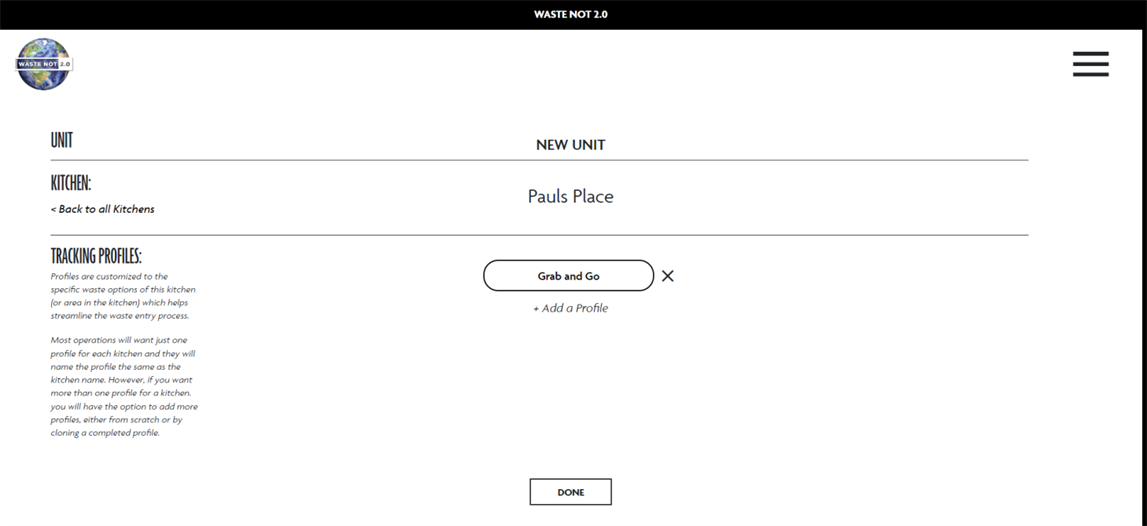 WASTE NOT 2.0
WASTE NOT 2.0
UNIT
NEW UNIT
KITCHEN:
Pauls Place
< Back to all Kitchens
TRACKING PROFILES:
Profiles are customized to the
specific waste options of this kitchen
(or area in the kitchen) which helps
streamline the waste entry process.
Most operations will want just one
profile for each kitchen and they will
name the profile the same as the
kitchen name. However, if you want
more than one profile for a kitchen.
you will have the option to add more
profiles, either from scratch or by
cloning a completed profile.
Grab and Go
+ Add a Profile
DONE